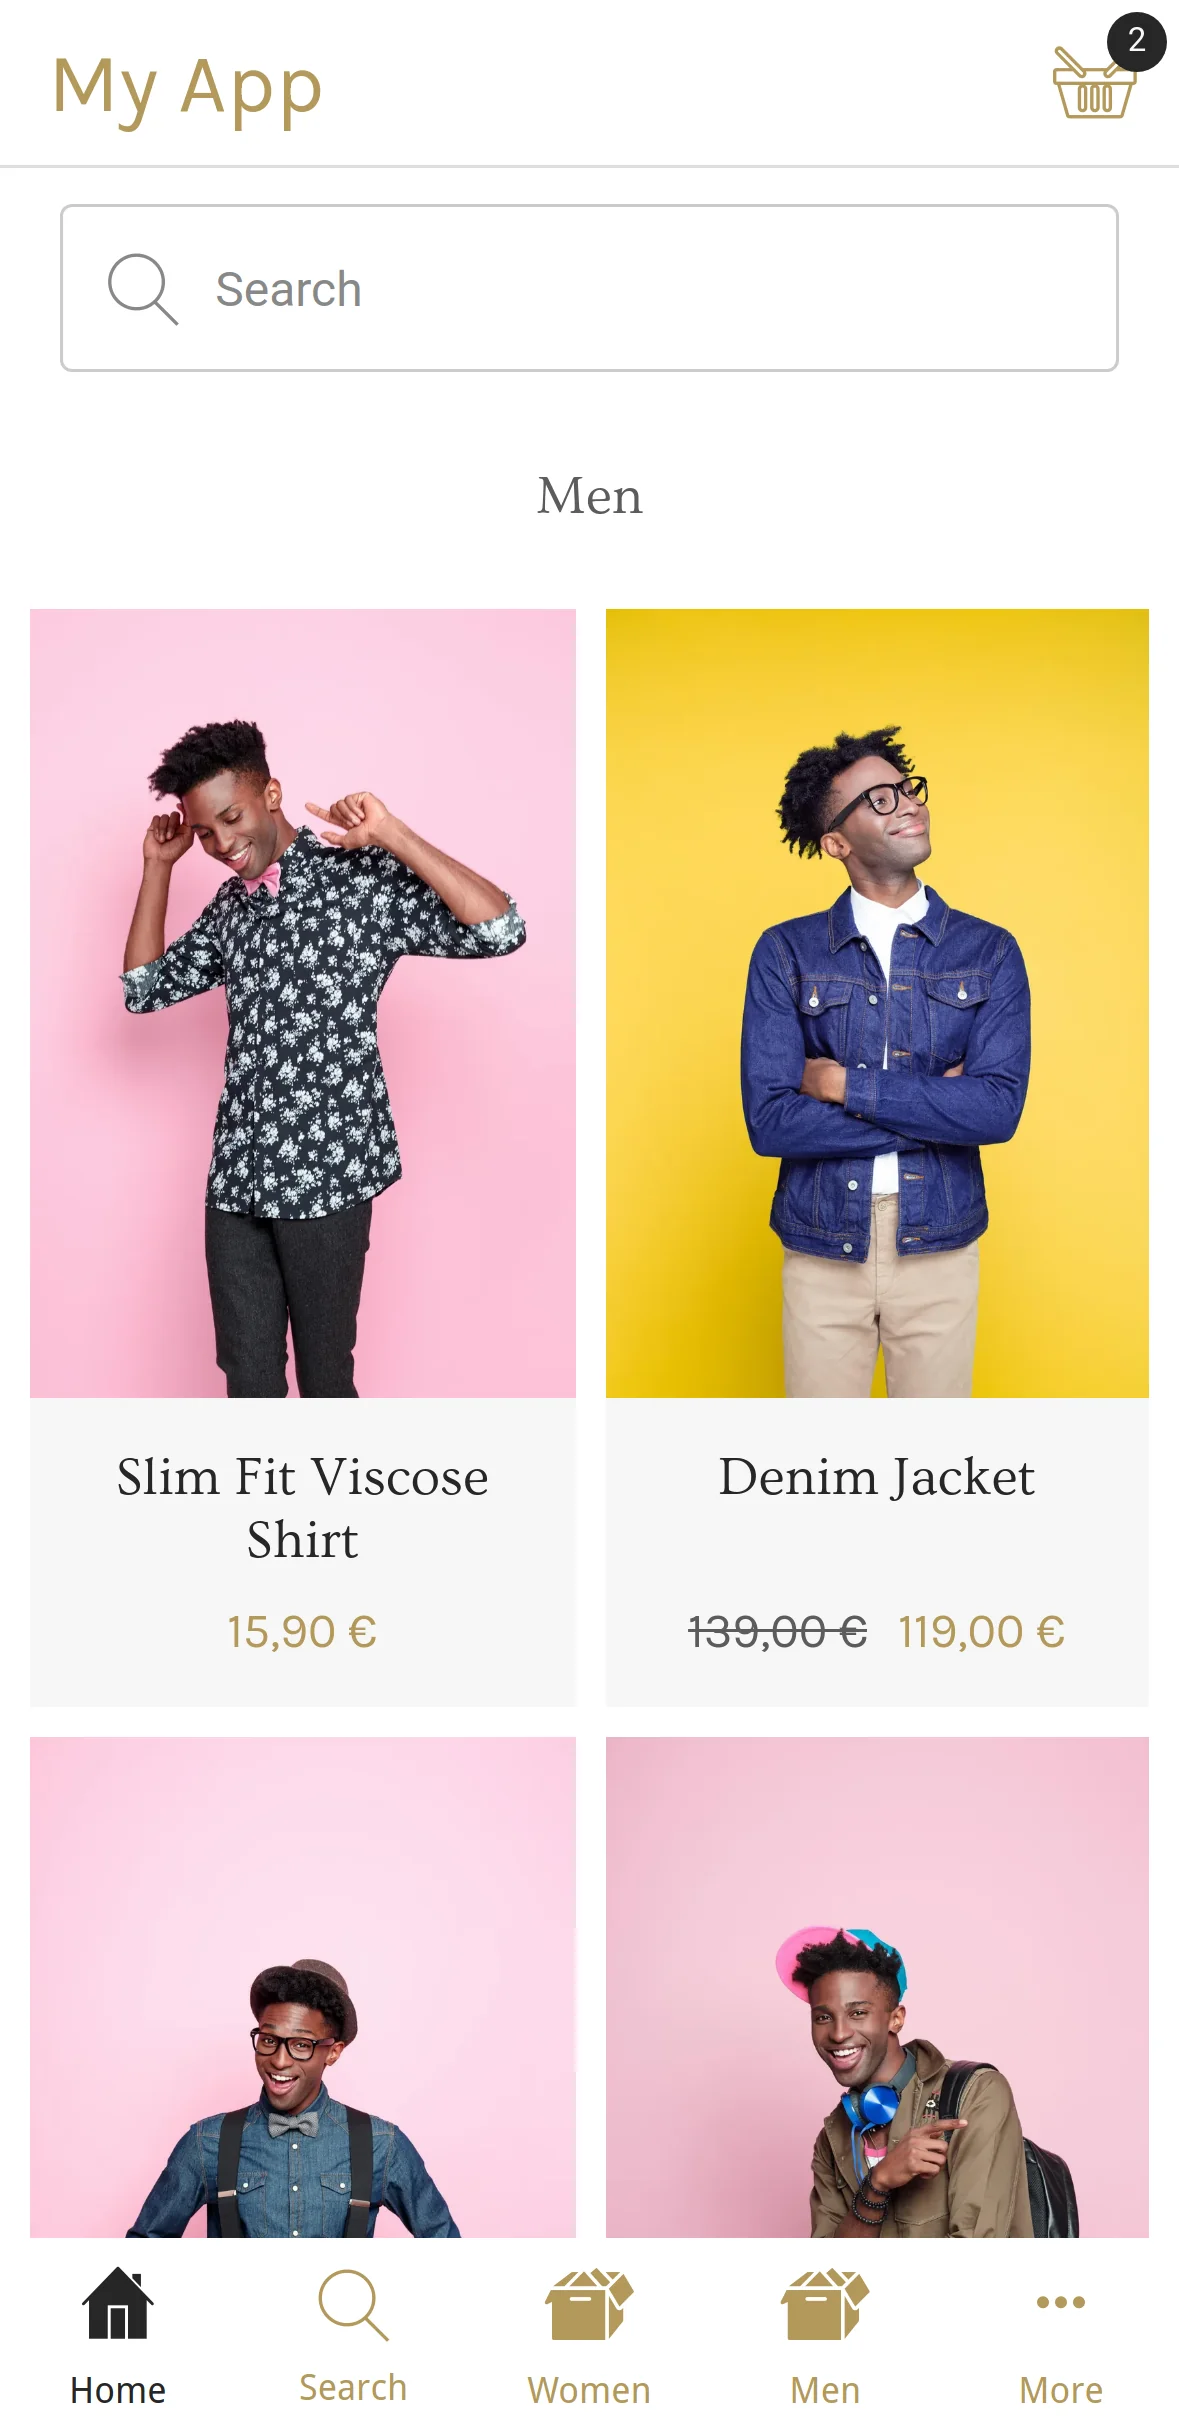 My App
2
Search
Men
Slim Fit Viscose
Shirt
15,90 €
Denim Jacket
139,00 € 119,00 €
Home
Search
Women
Men
More